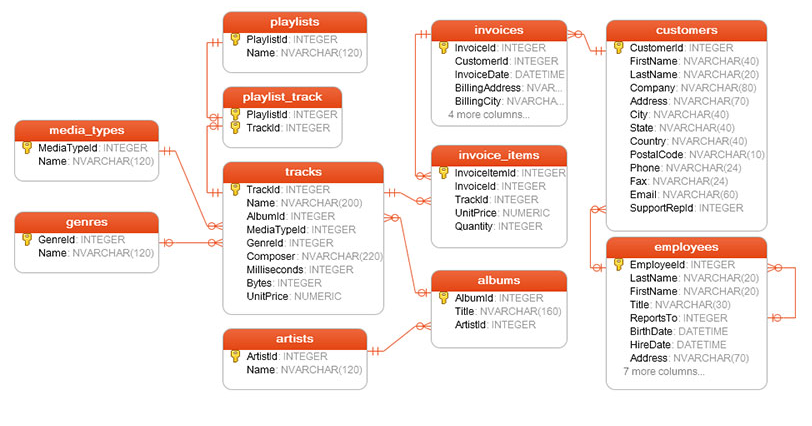 playlists
PlaylistId: INTEGER
Name: NVARCHAR(120)
playlist_track
PlaylistId: INTEGER
TrackId: INTEGER
media_types
MediaTypeId: INTEGER
Name: NVARCHAR(120)
genres
GenreId: INTEGER
Name: NVARCHAR(120)
tracks
TrackId: INTEGER
Name: NVARCHAR(200)
AlbumId: INTEGER
MediaTypeId: INTEGER
GenreId: INTEGER
Composer: NVARCHAR(220)
Milliseconds: INTEGER
Bytes: INTEGER
UnitPrice: NUMERIC
artists
ArtistId: INTEGER
Name: NVARCHAR(120)
invoices
InvoiceId: INTEGER
CustomerId: INTEGER
InvoiceDate: DATETIME
BillingAddress: NVAR...
BillingCity: NVARCHA...
4 more columns...
invoice_items
InvoiceItemId: INTEGER
InvoiceId: INTEGER
TrackId: INTEGER
UnitPrice: NUMERIC
Quantity: INTEGER
albums
AlbumId: INTEGER
Title: NVARCHAR(160)
ArtistId: INTEGER
customers
CustomerId: INTEGER
FirstName: NVARCHAR(40)
LastName: NVARCHAR(20)
Company: NVARCHAR(80)
Address: NVARCHAR(70)
City: NVARCHAR(40)
State: NVARCHAR(40)
Country: NVARCHAR(40)
PostalCode: NVARCHAR(10)
Phone: NVARCHAR(24)
Fax: NVARCHAR(24)
Email: NVARCHAR(60)
SupportRepId: INTEGER
employees
EmployeeId: INTEGER
LastName: NVARCHAR(20)
FirstName: NVARCHAR(20)
Title: NVARCHAR(30)
ReportsTo: INTEGER
BirthDate: DATETIME
HireDate: DATETIME
Address: NVARCHAR(70)
7 more columns...